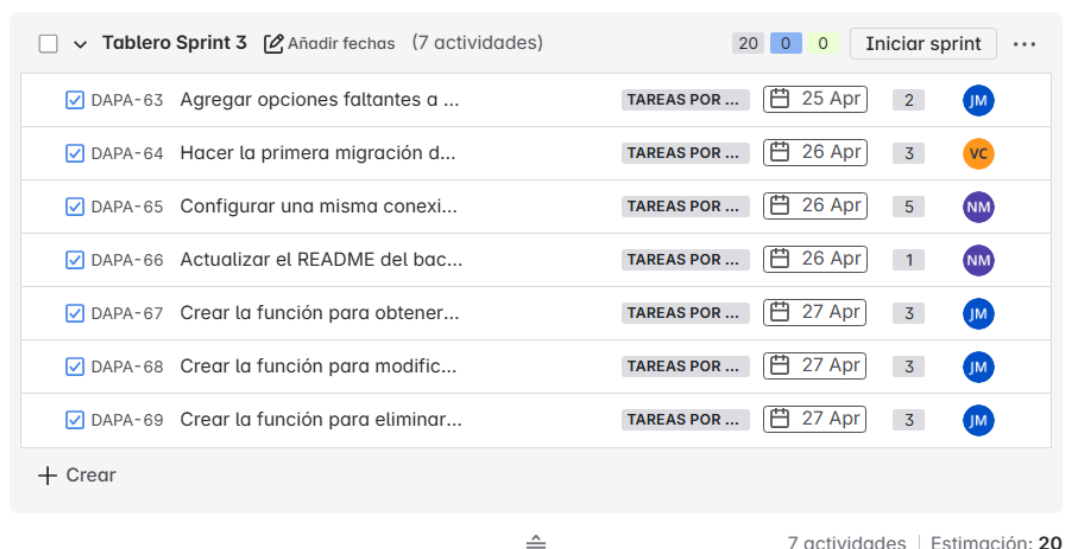 Tablero Sprint 3 Añadir fechas (7 actividades) 20 0 0 Iniciar sprint ...
DAPA-63 Agregar opciones faltantes a ... TAREAS POR ... 25 Apr 2 JM
DAPA-64 Hacer la primera migración d... TAREAS POR ... 26 Apr 3 VC
DAPA-65 Configurar una misma conexi... TAREAS POR ... 26 Apr 5 NM
DAPA-66 Actualizar el README del bac... TAREAS POR ... 26 Apr 1 NM
DAPA-67 Crear la función para obtener... TAREAS POR ... 27 Apr 3 JM
DAPA-68 Crear la función para modific... TAREAS POR ... 27 Apr 3 JM
DAPA-69 Crear la función para eliminar... TAREAS POR ... 27 Apr 3 JM
+ Crear
7 actividades | Estimación: 20